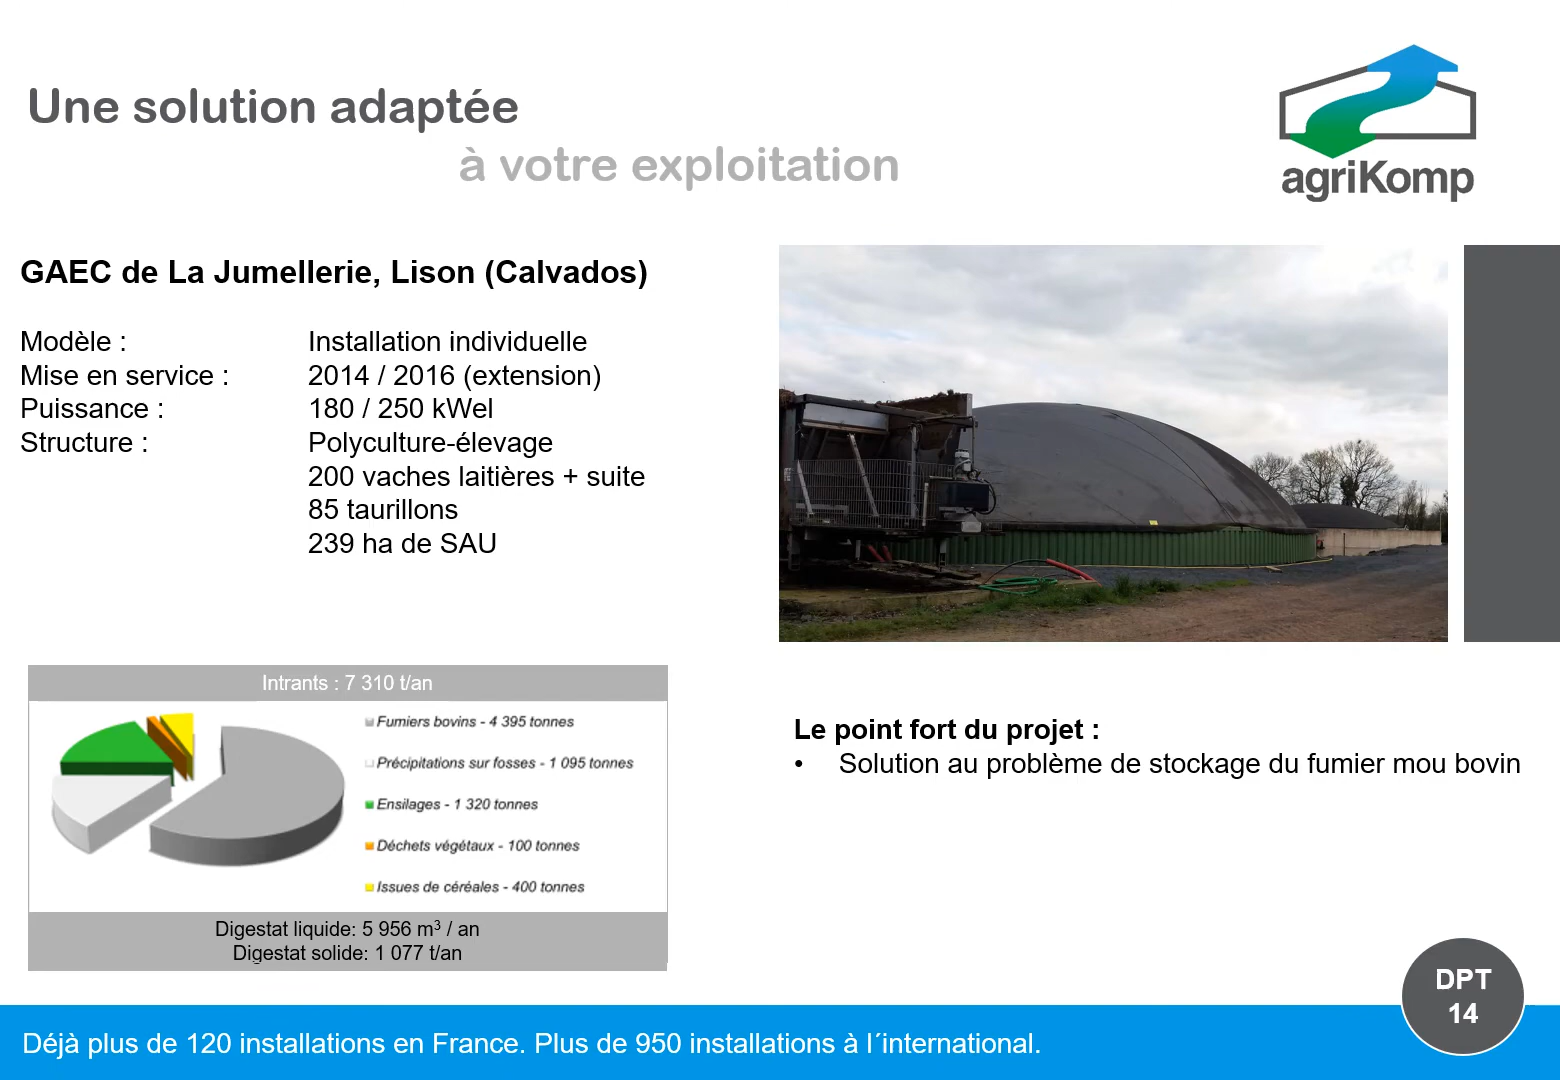 Une solution adaptée
à votre exploitation
agriKomp
GAEC de La Jumellerie, Lison (Calvados)
Modèle : Installation individuelle
Mise en service : 2014 / 2016 (extension)
Puissance : 180 / 250 kWel
Structure : Polyculture-élevage
200 vaches laitières + suite
85 taurillons
239 ha de SAU
Intrants : 7 310 t/an
Fumiers bovins - 4 395 tonnes
Précipitations sur fosses - 1 095 tonnes
Ensilages - 1 320 tonnes
Déchets végétaux - 100 tonnes
Issues de céréales - 400 tonnes
Digestat liquide: 5 956 m³ / an
Digestat solide: 1 077 t/an
Le point fort du projet :
• Solution au problème de stockage du fumier mou bovin
DPT
14
Déjà plus de 120 installations en France. Plus de 950 installations à l´international.